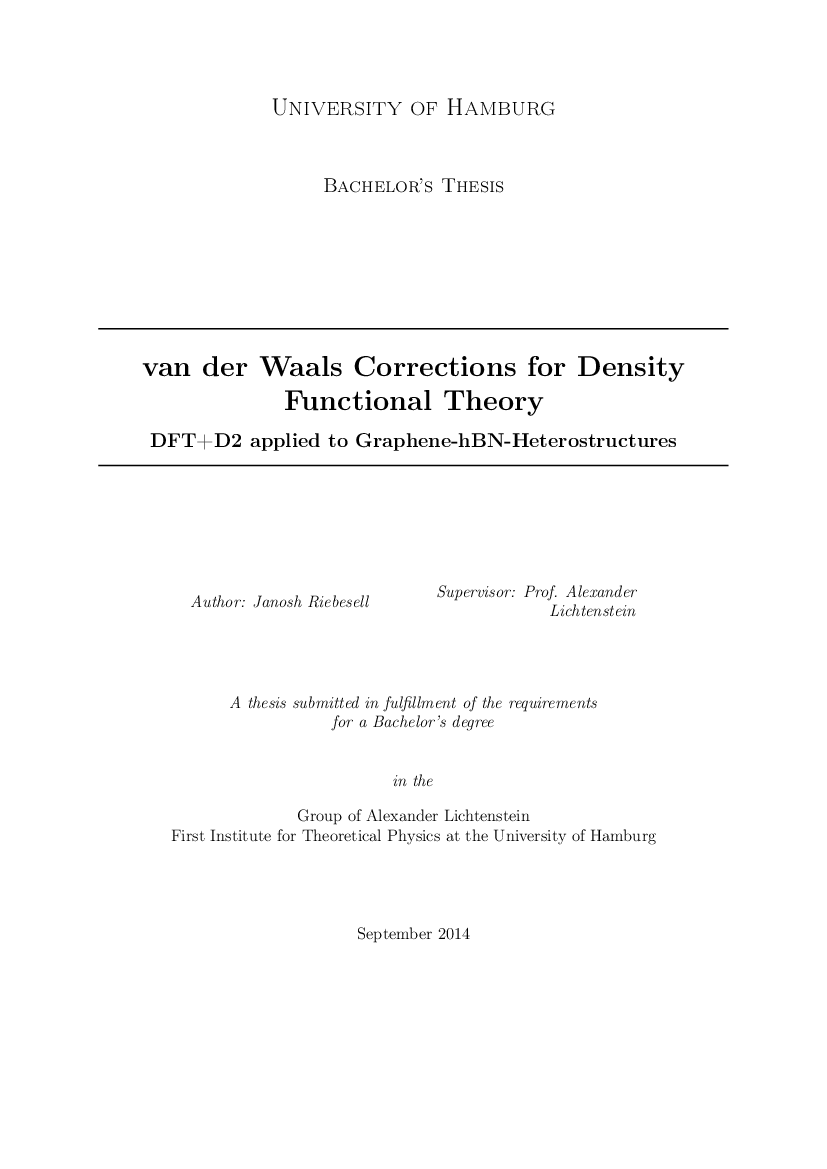 University of Hamburg
Bachelor's Thesis
van der Waals Corrections for Density
Functional Theory
DFT+D2 applied to Graphene-hBN-Heterostructures
Author: Janosh Riebesell
Supervisor: Prof. Alexander
Lichtenstein
A thesis submitted in fulfillment of the requirements
for a Bachelor's degree
in the
Group of Alexander Lichtenstein
First Institute for Theoretical Physics at the University of Hamburg
September 2014